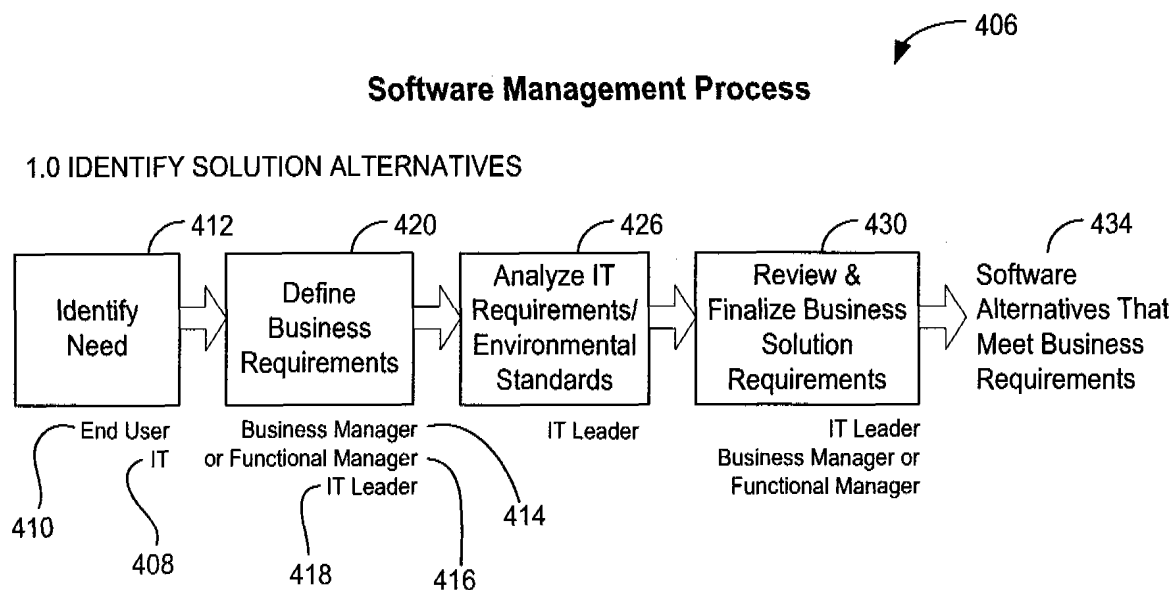 406
Software Management Process
1.0 IDENTIFY SOLUTION ALTERNATIVES
412
420
426
430
434
Identify
Need
Define
Business
Requirements
Analyze IT
Requirements/
Environmental
Standards
Review &
Finalize Business
Solution
Requirements
Software
Alternatives That
Meet Business
Requirements
End User
IT
Business Manager
or Functional Manager
IT Leader
IT Leader
IT Leader
Business Manager or
Functional Manager
410
408
418
416
414